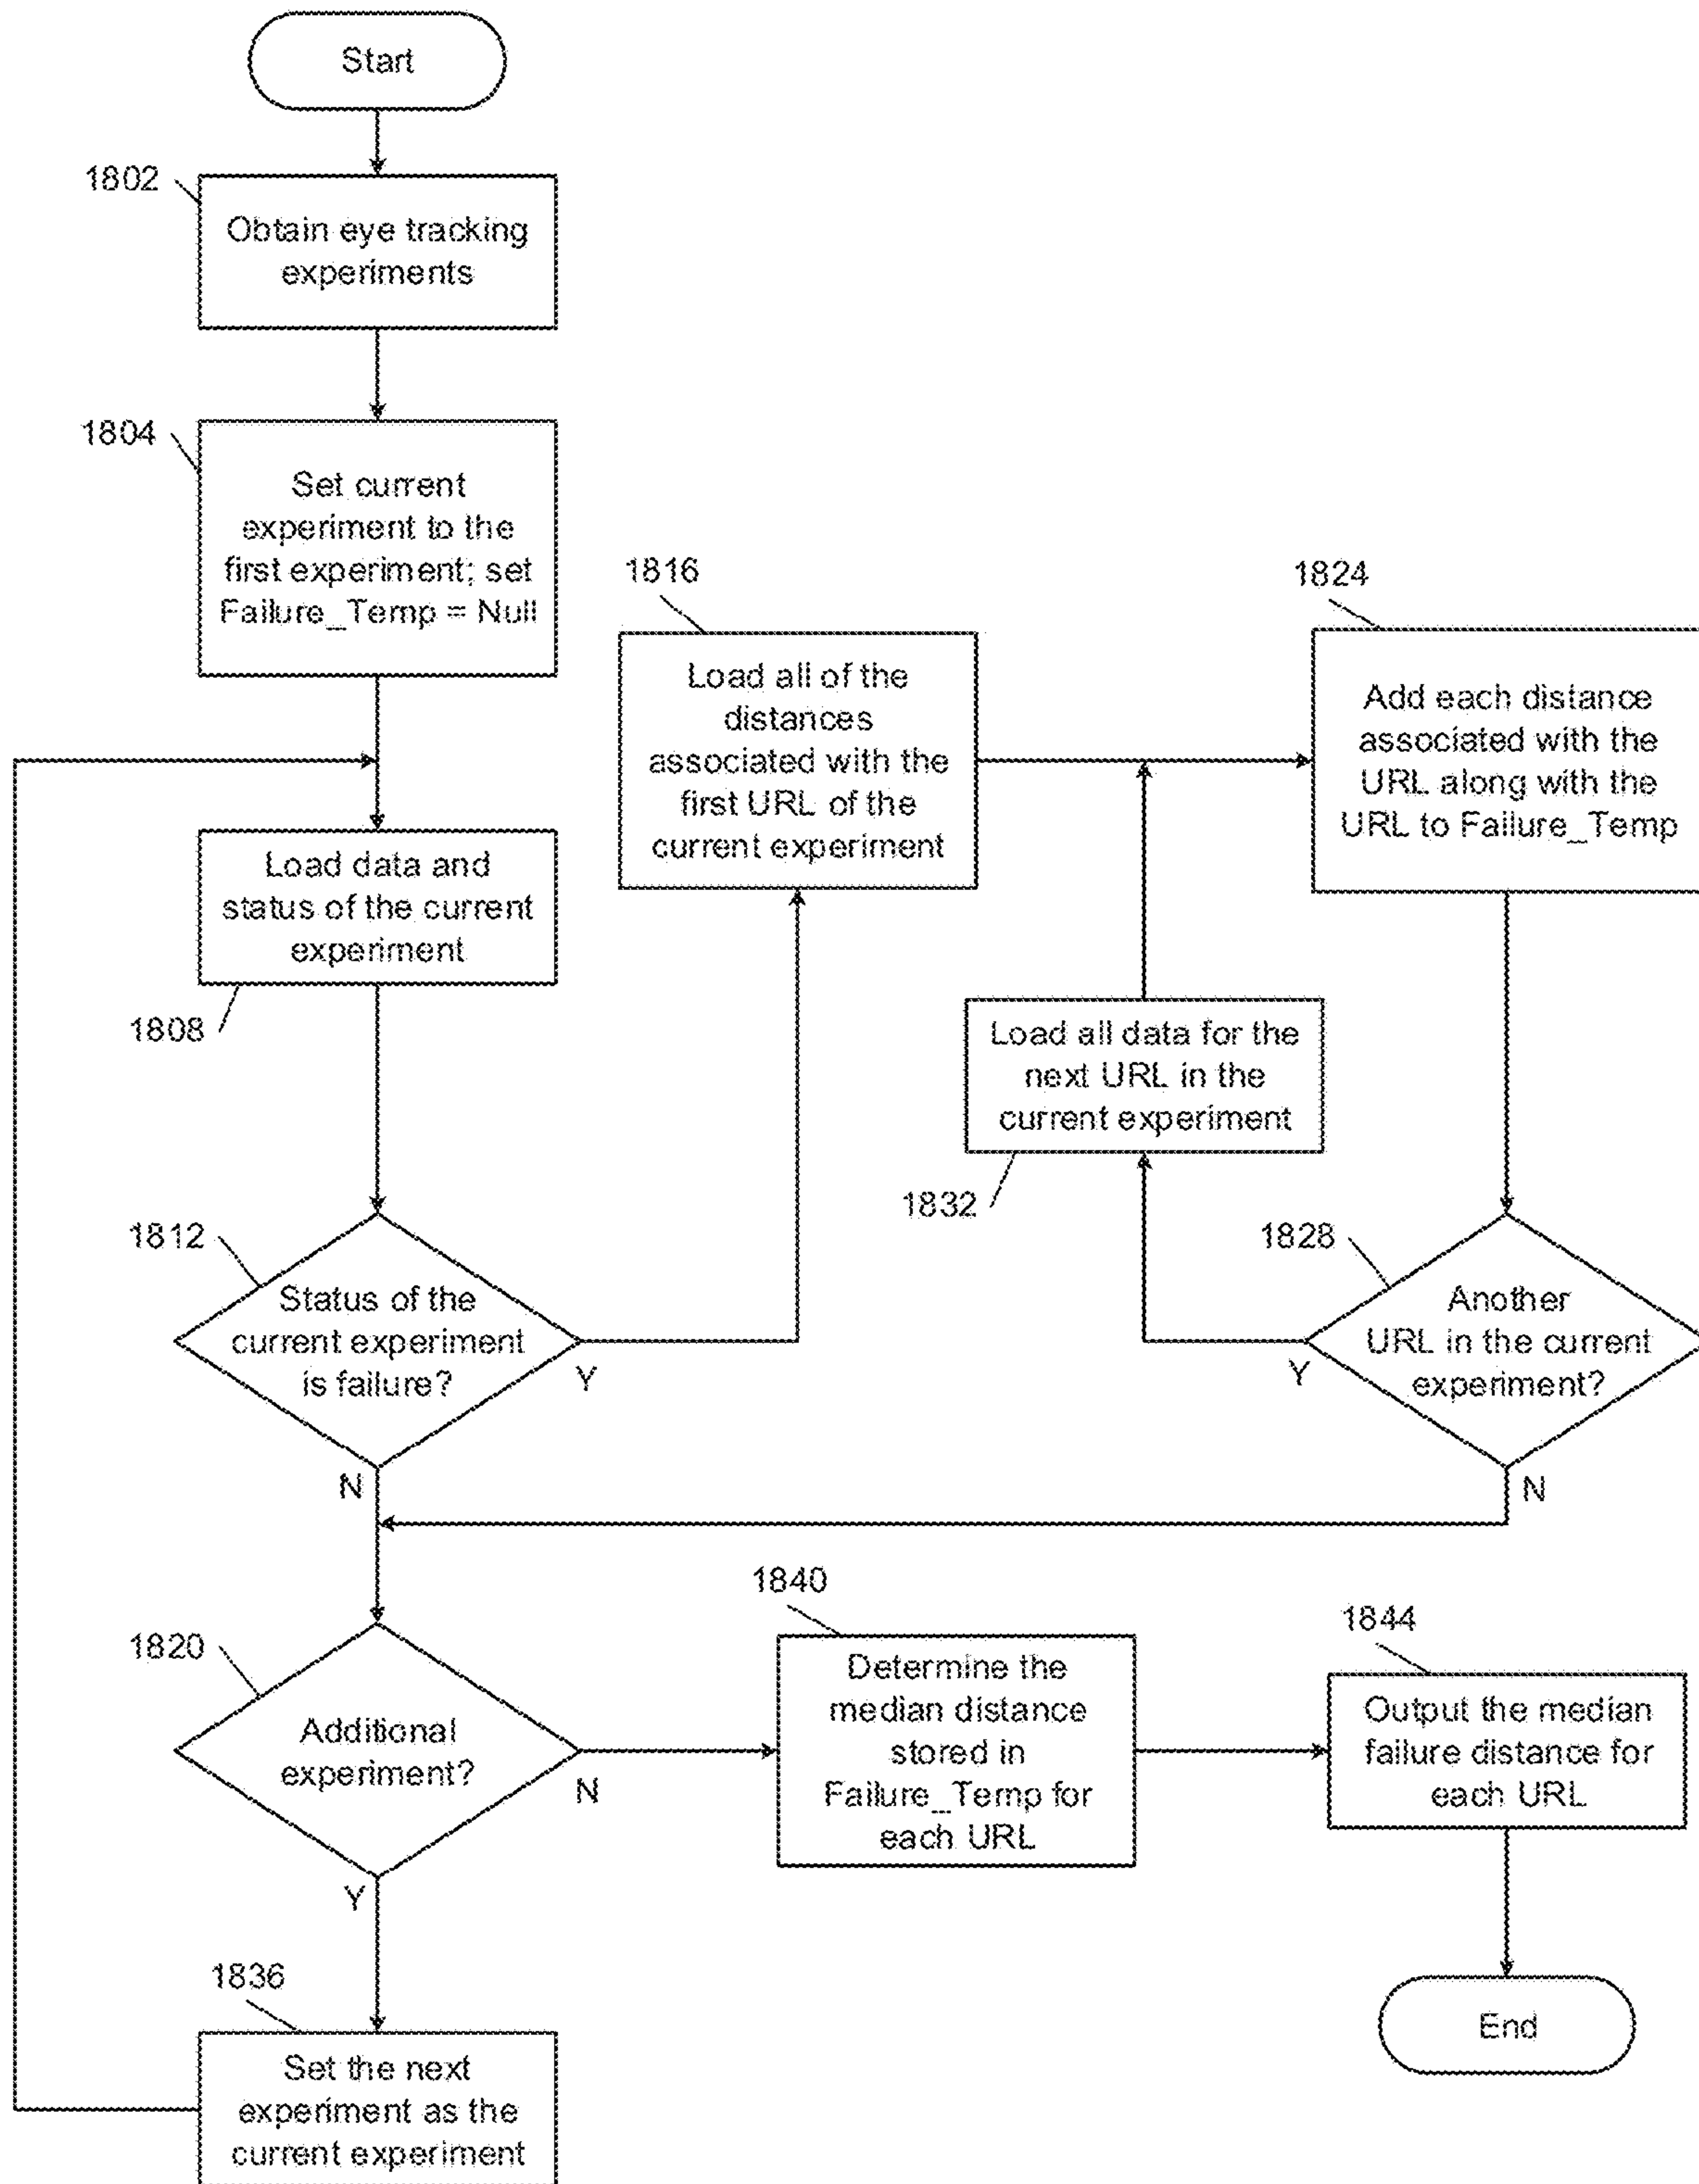 Start
1802
Obtain eye tracking
experiments
1804
Set current
experiment to the
first experiment; set
Failure_Temp = Null
1816
Load all of the
distances
associated with the
first URL of the
current experiment
1824
Add each distance
associated with the
URL along with the
URL to Failure_Temp
Load data and
status of the current
experiment
1808
Load all data for the
next URL in the
current experiment
1832
1812
Status of the
current experiment
is failure?
Y
N
1828
Another
URL in the current
experiment?
Y
N
1820
Additional
experiment?
N
Y
1840
Determine the
median distance
stored in
Failure_Temp for
each URL
1844
Output the median
failure distance for
each URL
1836
Set the next
experiment as the
current experiment
End